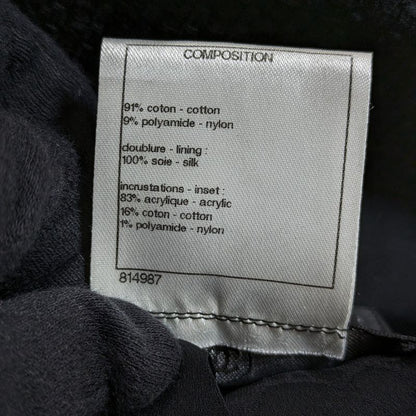 COMPOSITION
91% coton - cotton
9% polyamide - nylon
doublure - lining :
100% soie - silk
incrustations - inset :
83% acrylique - acrylic
16% coton - cotton
1% polyamide - nylon
814987